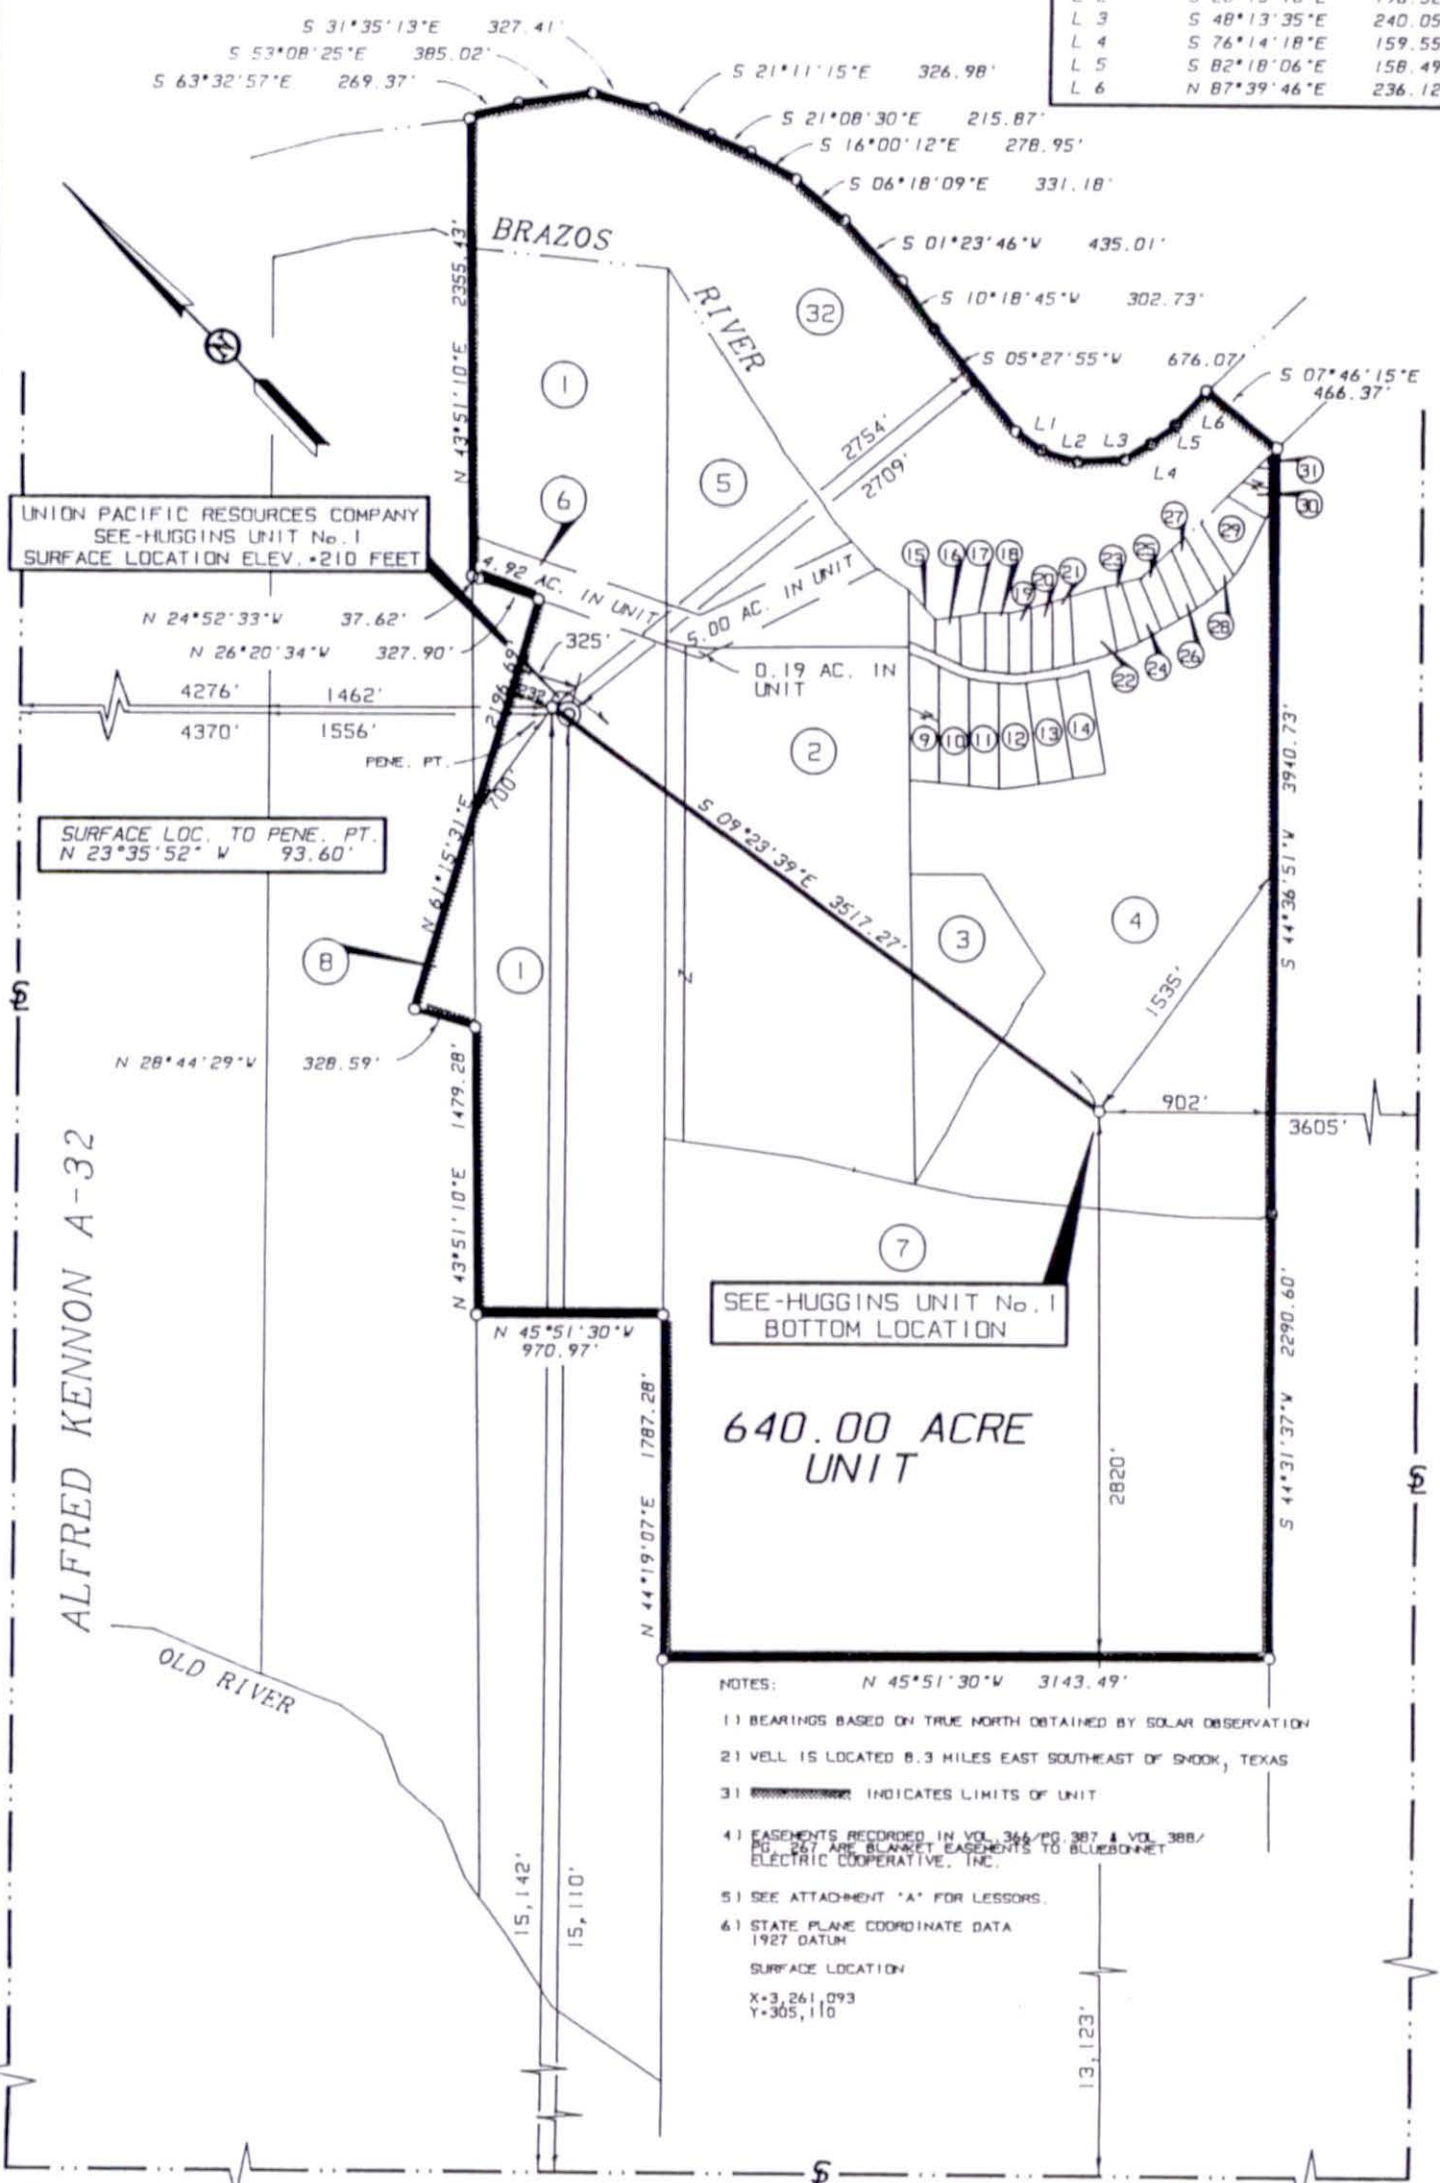 L 3 S 48°13'35"E 240.05
L 4 S 76°14'18"E 159.55
L 5 S 82°18'06"E 158.49
L 6 N 87°39'46"E 236.12
S 31°35'13"E 327.41'
S 53°08'25"E 385.02'
S 63°32'57"E 269.37'
S 21°11'15"E 326.98'
S 21°08'30"E 215.87'
S 16°00'12"E 278.95'
S 06°18'09"E 331.18'
S 01°23'46"W 435.01'
S 10°18'45"W 302.73'
S 05°27'55"W 676.07'
S 07°46'15"E
466.37'
BRAZOS
RIVER
N 43°51'10"E 2355.43'
32
1
5
6
2754'
2709'
L1
L2
L3
L4
L5
L6
31
30
29
27
25
23
21
20
19
18
17
16
15
28
26
24
22
UNION PACIFIC RESOURCES COMPANY
SEE-HUGGINS UNIT No.1
SURFACE LOCATION ELEV.=210 FEET
4.92 AC. IN UNIT
5.00 AC. IN UNIT
0.19 AC. IN
UNIT
N 24°52'33"W 37.62'
N 26°20'34"W 327.90'
325'
232'
4276' 1462'
4370' 1556'
PENE. PT.
700'
N 61°15'31"E 2196.69'
2
9
10
11
12
13
14
SURFACE LOC. TO PENE. PT.
N 23°35'52" W 93.60'
S 09°23'39"E 3517.27'
3
4
S 44°36'51"W 3940.73'
8
1
1535'
N 28°44'29"W 328.59'
902'
3605'
N 43°51'10"E 1479.28'
ALFRED KENNON A-32
7
SEE-HUGGINS UNIT No.1
BOTTOM LOCATION
N 45°51'30"W
970.97'
640.00 ACRE
UNIT
N 44°19'07"E 1787.28'
2820'
S 44°31'37"W 2290.60'
OLD RIVER
N 45°51'30"W 3143.49'
NOTES:
1) BEARINGS BASED ON TRUE NORTH OBTAINED BY SOLAR OBSERVATION
2) WELL IS LOCATED 8.3 MILES EAST SOUTHEAST OF SNOOK, TEXAS
3) INDICATES LIMITS OF UNIT
4) EASEMENTS RECORDED IN VOL. 366/PG.387 & VOL 388/
PG. 267 ARE BLANKET EASEMENTS TO BLUEBONNET
ELECTRIC COOPERATIVE, INC.
5) SEE ATTACHMENT "A" FOR LESSORS.
6) STATE PLANE COORDINATE DATA
1927 DATUM
SURFACE LOCATION
X=3,261,093
Y=305,110
15,142'
15,110'
13,123'